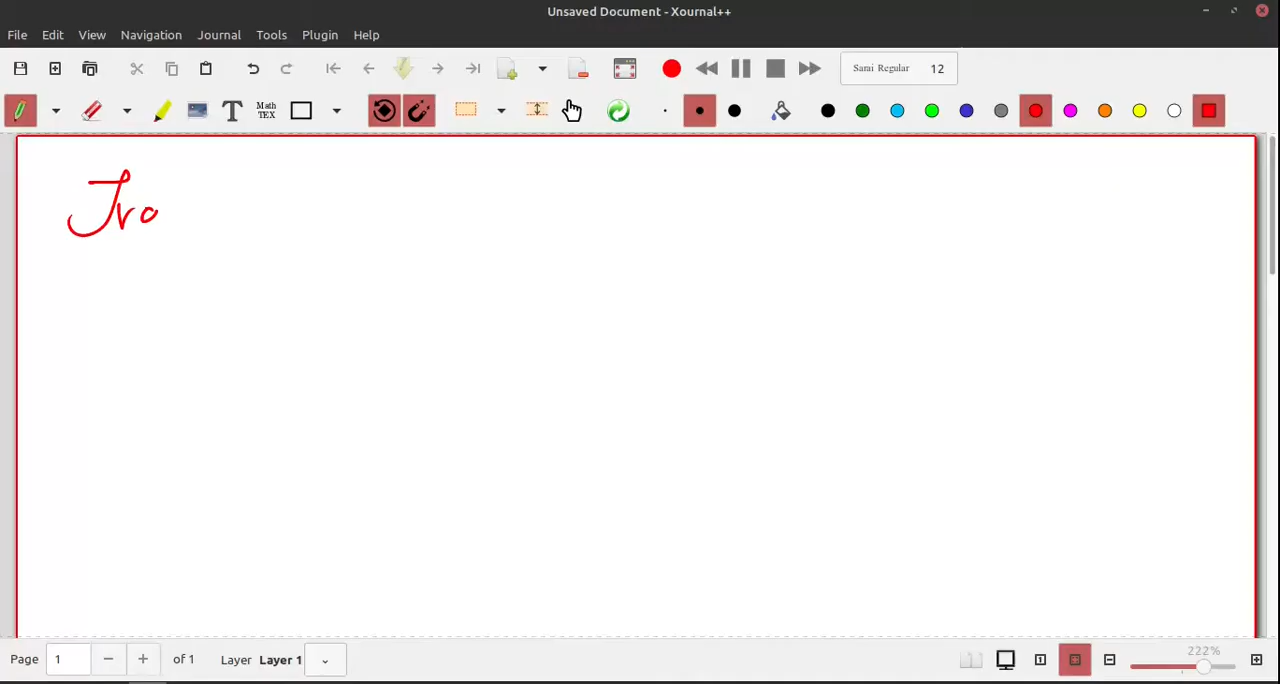 Unsaved Document - Xournal++
File Edit View Navigation Journal Tools Plugin Help
Sans Regular 12
Math
TEX
Iro
Page 1 of 1 Layer Layer 1 222%